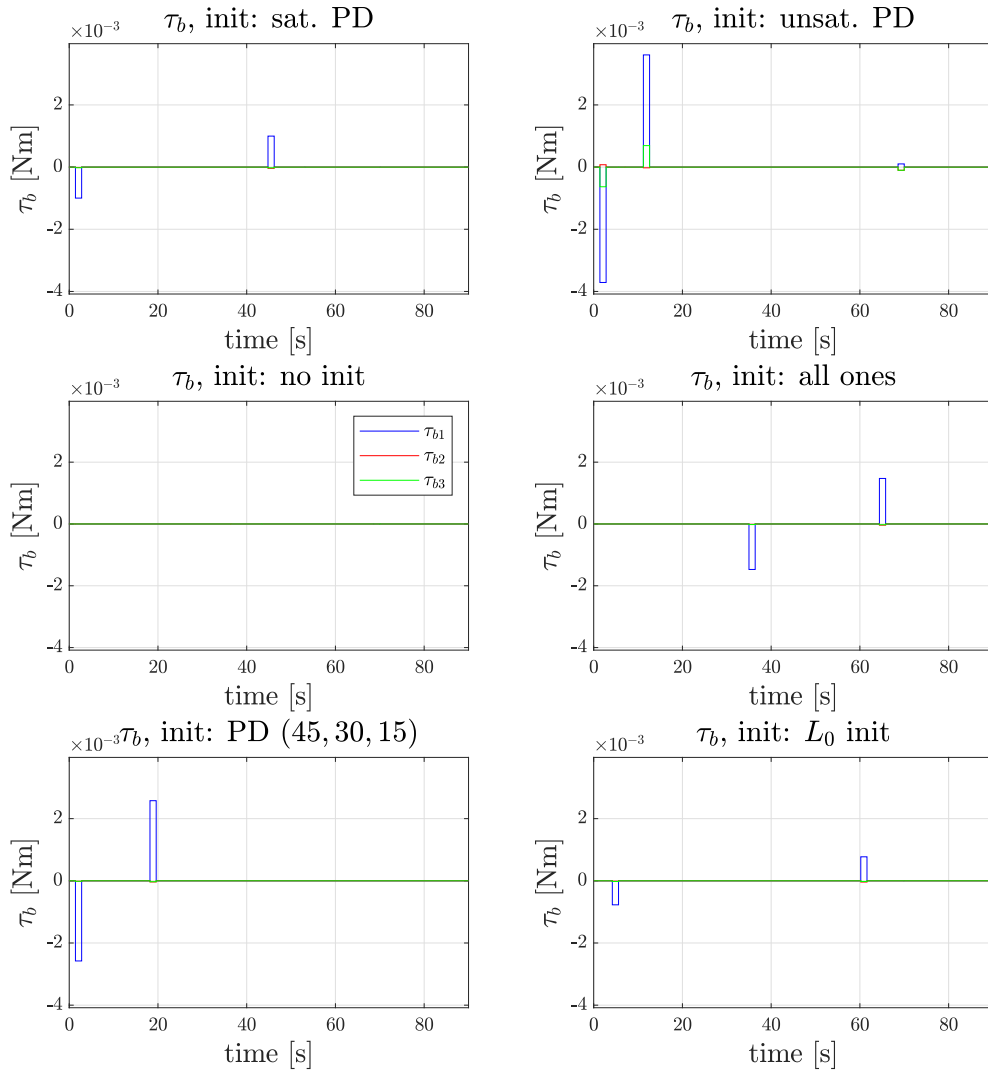 τ_b, init: sat. PD
×10⁻³
2
0
-2
-4
τ_b [Nm]
0 20 40 60 80
time [s]
τ_b, init: unsat. PD
×10⁻³
2
0
-2
-4
τ_b [Nm]
0 20 40 60 80
time [s]
τ_b, init: no init
×10⁻³
2
0
-2
-4
τ_b [Nm]
τ_b1
τ_b2
τ_b3
0 20 40 60 80
time [s]
τ_b, init: all ones
×10⁻³
2
0
-2
-4
τ_b [Nm]
0 20 40 60 80
time [s]
τ_b, init: PD (45, 30, 15)
×10⁻³
2
0
-2
-4
τ_b [Nm]
0 20 40 60 80
time [s]
τ_b, init: L_0 init
×10⁻³
2
0
-2
-4
τ_b [Nm]
0 20 40 60 80
time [s]